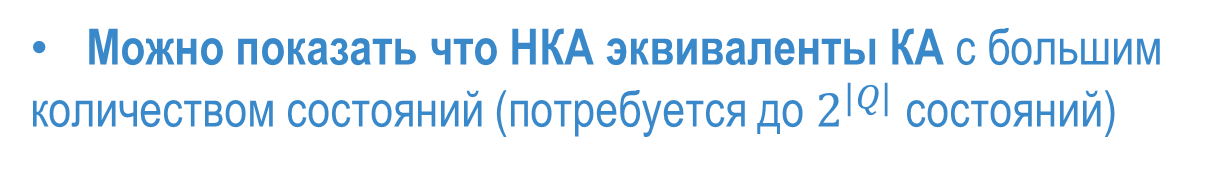 • Можно показать что НКА эквиваленты КА с большим
количеством состояний (потребуется до 2^|Q| состояний)